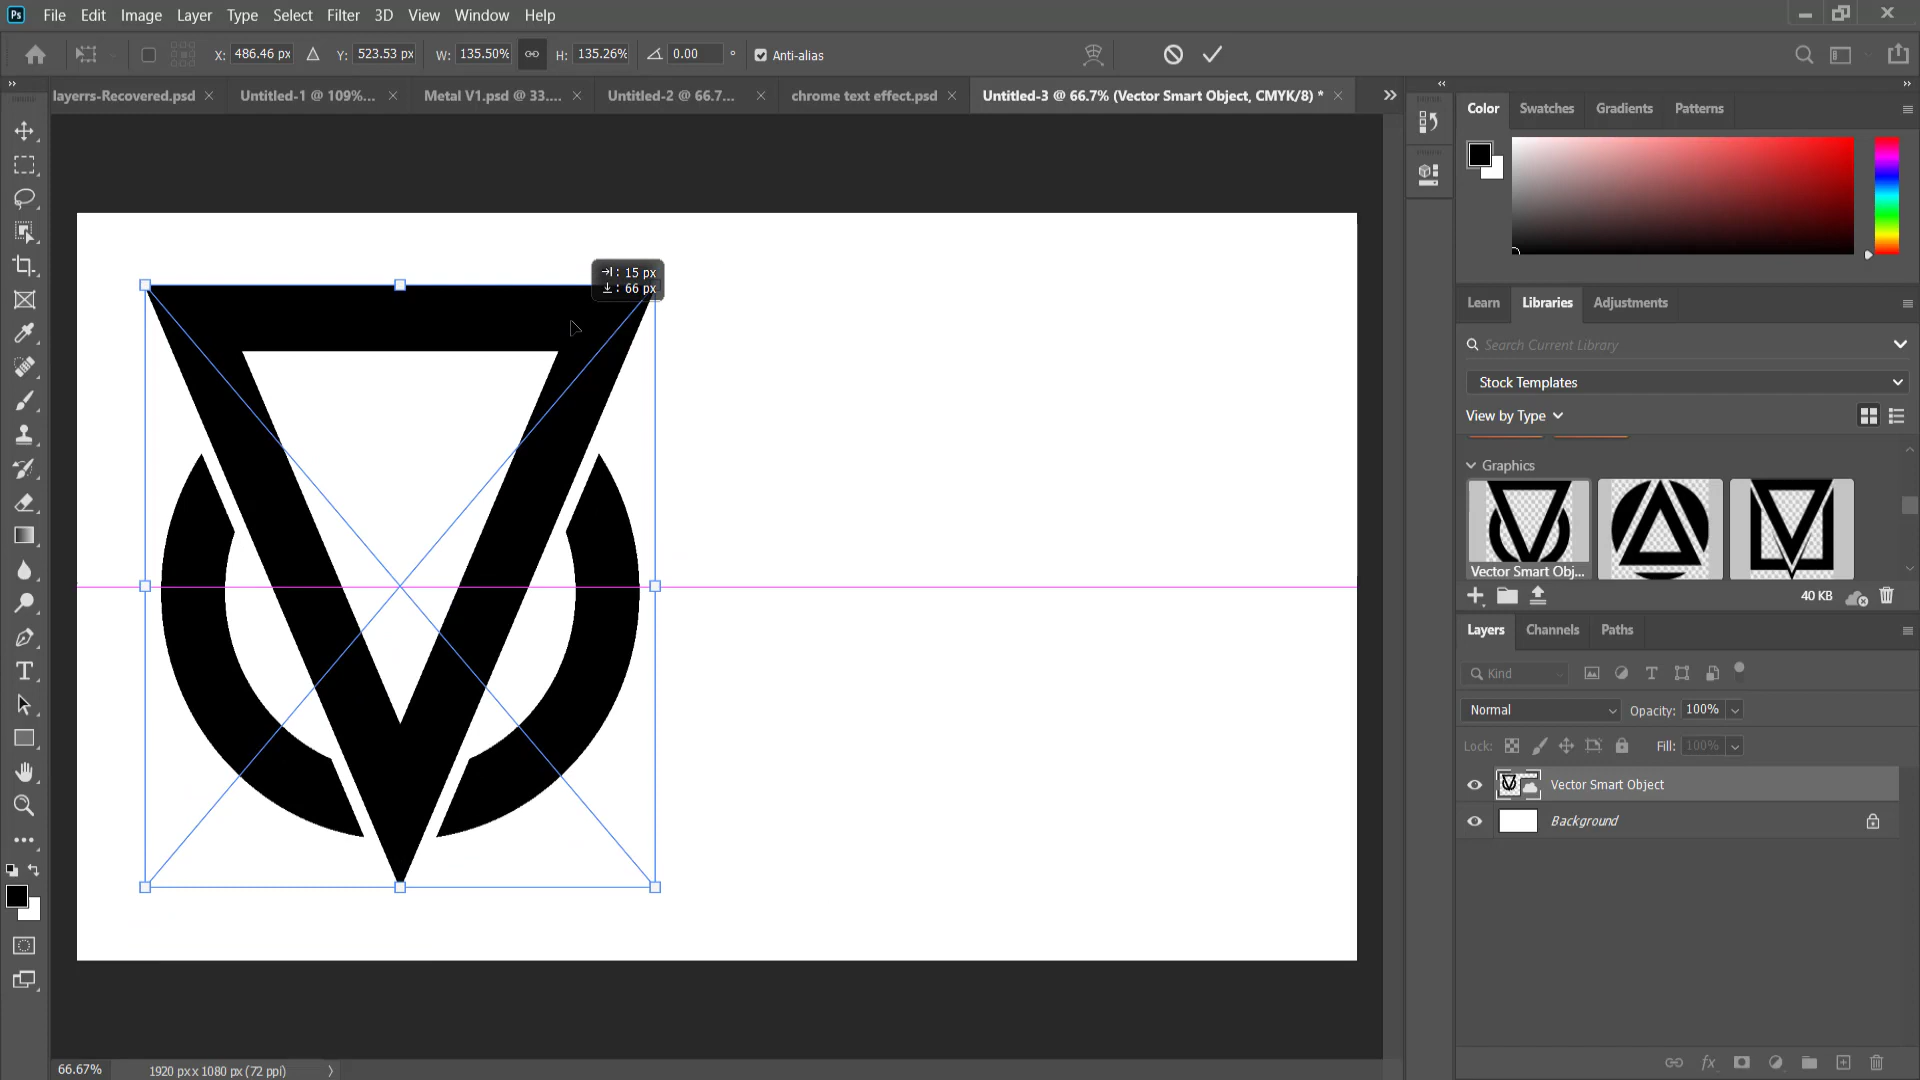 Ps File Edit Image Layer Type Select Filter 3D View Window Help
X: 486.46 px Y: 523.53 px W: 135.50% H: 135.26% 0.00 ° Anti-alias
layerrs-Recovered.psd × Untitled-1 @ 109%... × Metal V1.psd @ 33.... × Untitled-2 @ 66.7... × chrome text effect.psd × Untitled-3 @ 66.7% (Vector Smart Object, CMYK/8) * ×
Color Swatches Gradients Patterns
: 15 px
: 66 px
Learn Libraries Adjustments
Search Current Library
Stock Templates
View by Type
Graphics
Vector Smart Obj...
40 KB
Layers Channels Paths
Kind
Normal Opacity: 100%
Lock: Fill: 100%
Vector Smart Object
Background
fx
66.67% 1920 px x 1080 px (72 ppi)